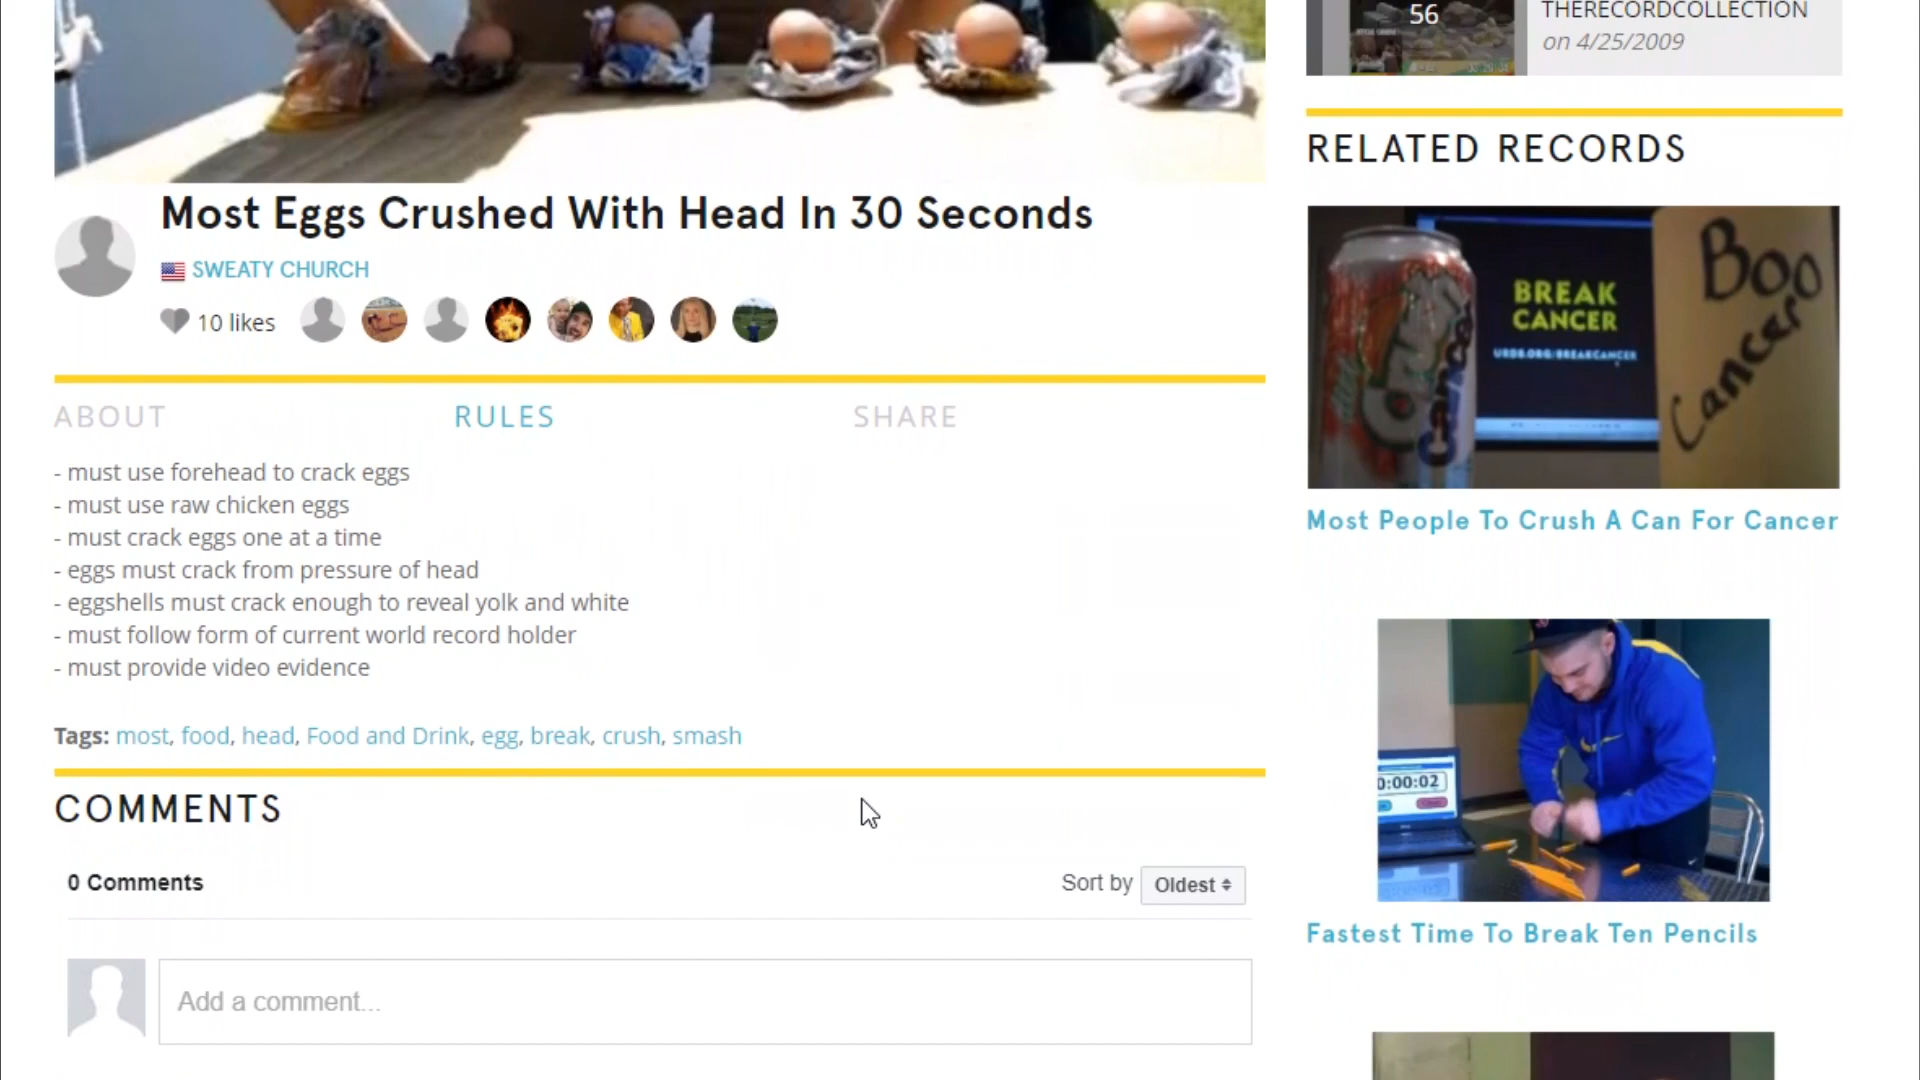 56
THERECORDCOLLECTION
on 4/25/2009
RELATED RECORDS
Most Eggs Crushed With Head In 30 Seconds
SWEATY CHURCH
10 likes
ABOUT
RULES
SHARE
- must use forehead to crack eggs
- must use raw chicken eggs
- must crack eggs one at a time
- eggs must crack from pressure of head
- eggshells must crack enough to reveal yolk and white
- must follow form of current world record holder
- must provide video evidence
Tags: most, food, head, Food and Drink, egg, break, crush, smash
COMMENTS
0 Comments
Sort by Oldest
Add a comment...
BREAK
CANCER
URDB.ORG/BREAKCANCER
Boo
Cancer
Most People To Crush A Can For Cancer
0:00:02
Fastest Time To Break Ten Pencils